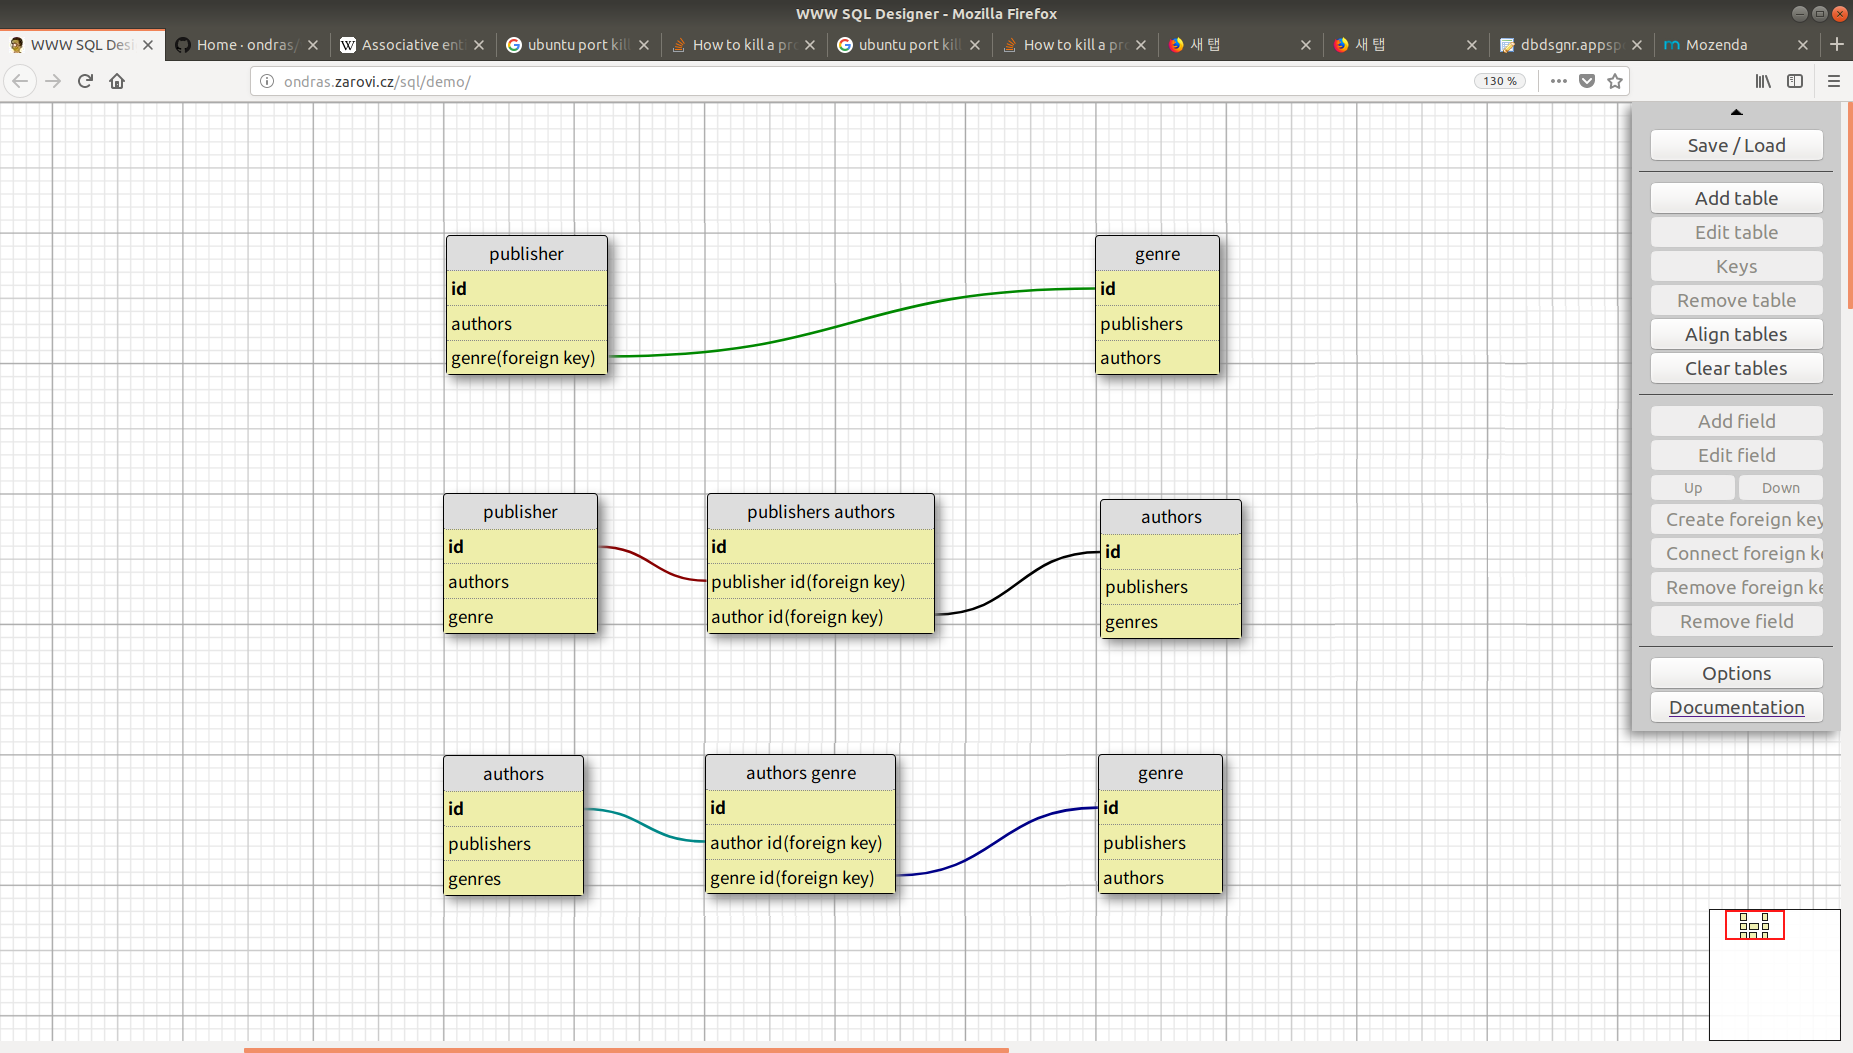 WWW SQL Designer - Mozilla Firefox
WWW SQL Desi
Home · ondras/
Associative ent
ubuntu port kill
How to kill a pro
ubuntu port kill
How to kill a pro
새 탭
새 탭
dbdsgnr.appsp
Mozenda
ondras.zarovi.cz/sql/demo/
130 %
Save / Load
Add table
Edit table
Keys
Remove table
Align tables
Clear tables
Add field
Edit field
Up
Down
Create foreign key
Connect foreign ke
Remove foreign ke
Remove field
Options
Documentation
publisher
id
authors
genre(foreign key)
genre
id
publishers
authors
publisher
id
authors
genre
publishers authors
id
publisher id(foreign key)
author id(foreign key)
authors
id
publishers
genres
authors
id
publishers
genres
authors genre
id
author id(foreign key)
genre id(foreign key)
genre
id
publishers
authors